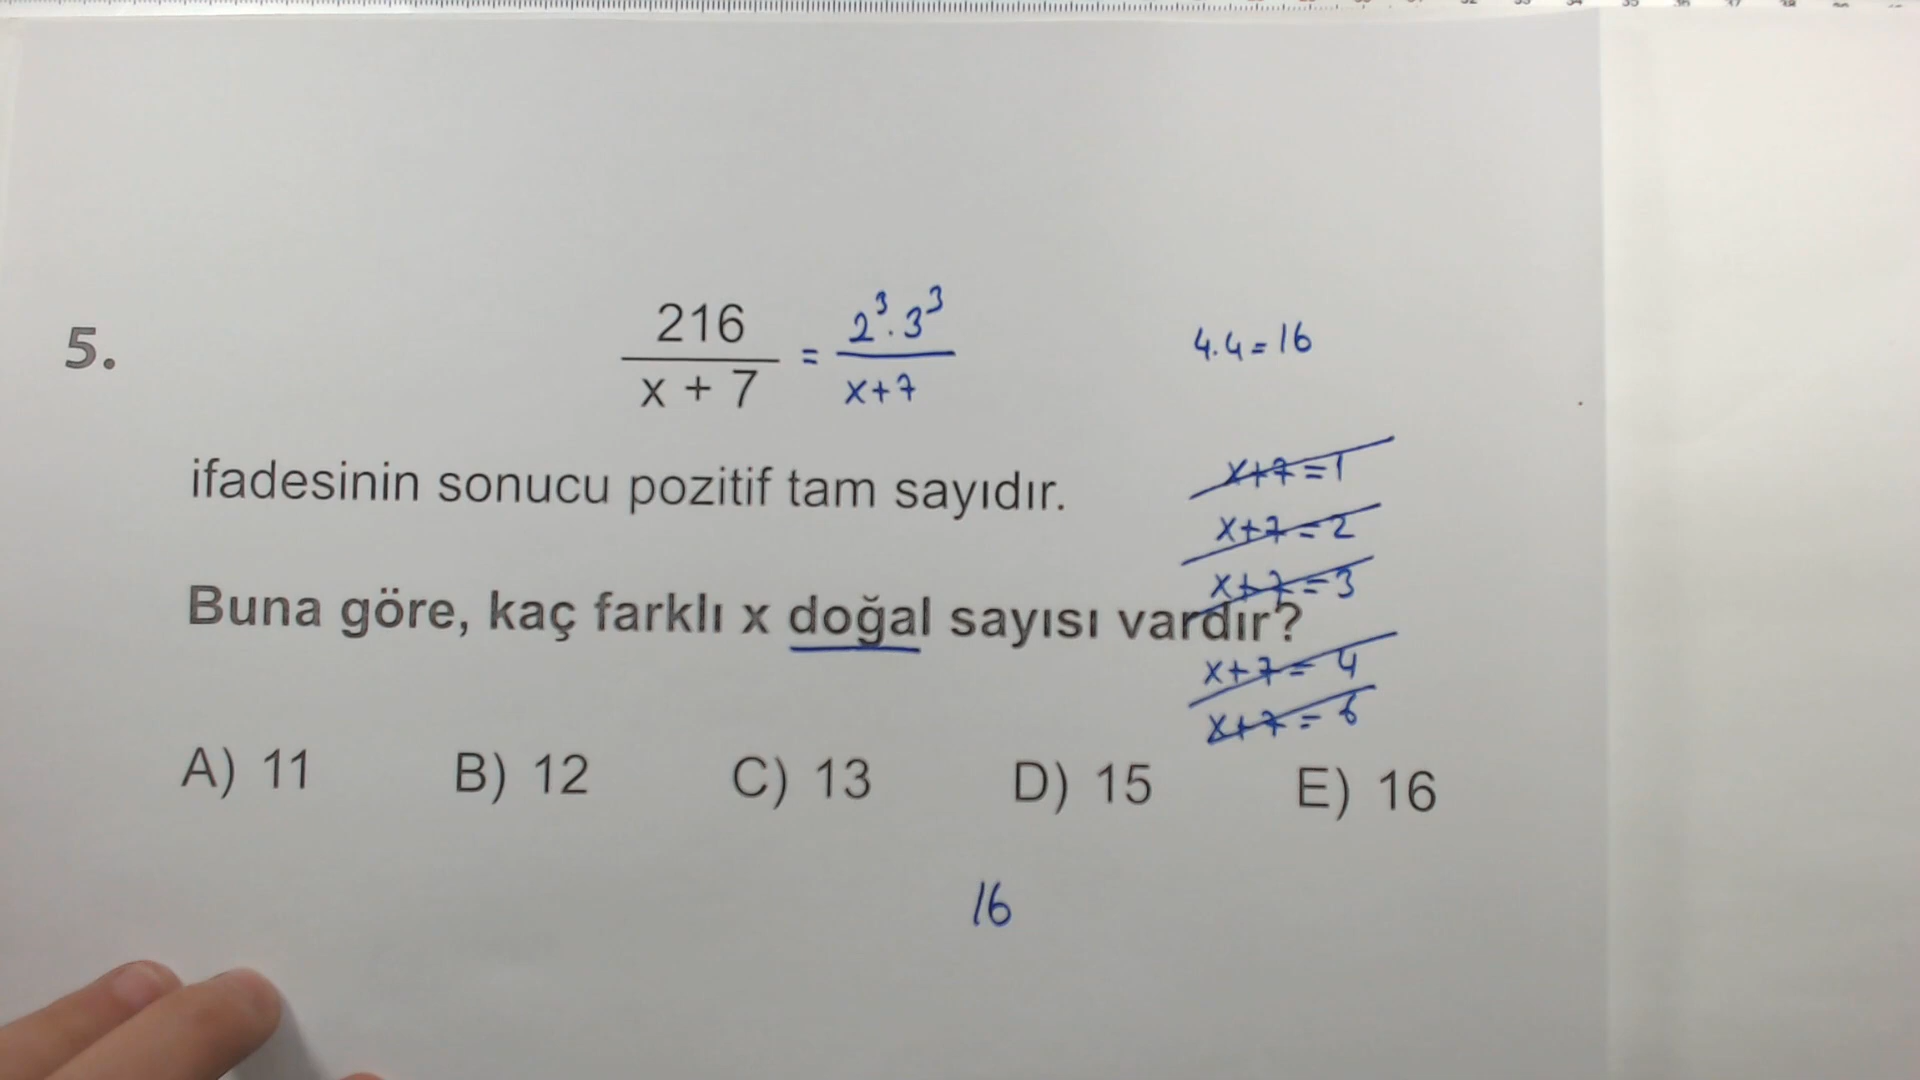 5.
216 / x + 7 = 2³.3³ / x+7
4.4=16
ifadesinin sonucu pozitif tam sayıdır.
x+7=1
x+7=2
x+7=3
Buna göre, kaç farklı x doğal sayısı vardır?
x+7=4
x+7=6
A) 11 B) 12 C) 13 D) 15 E) 16
16